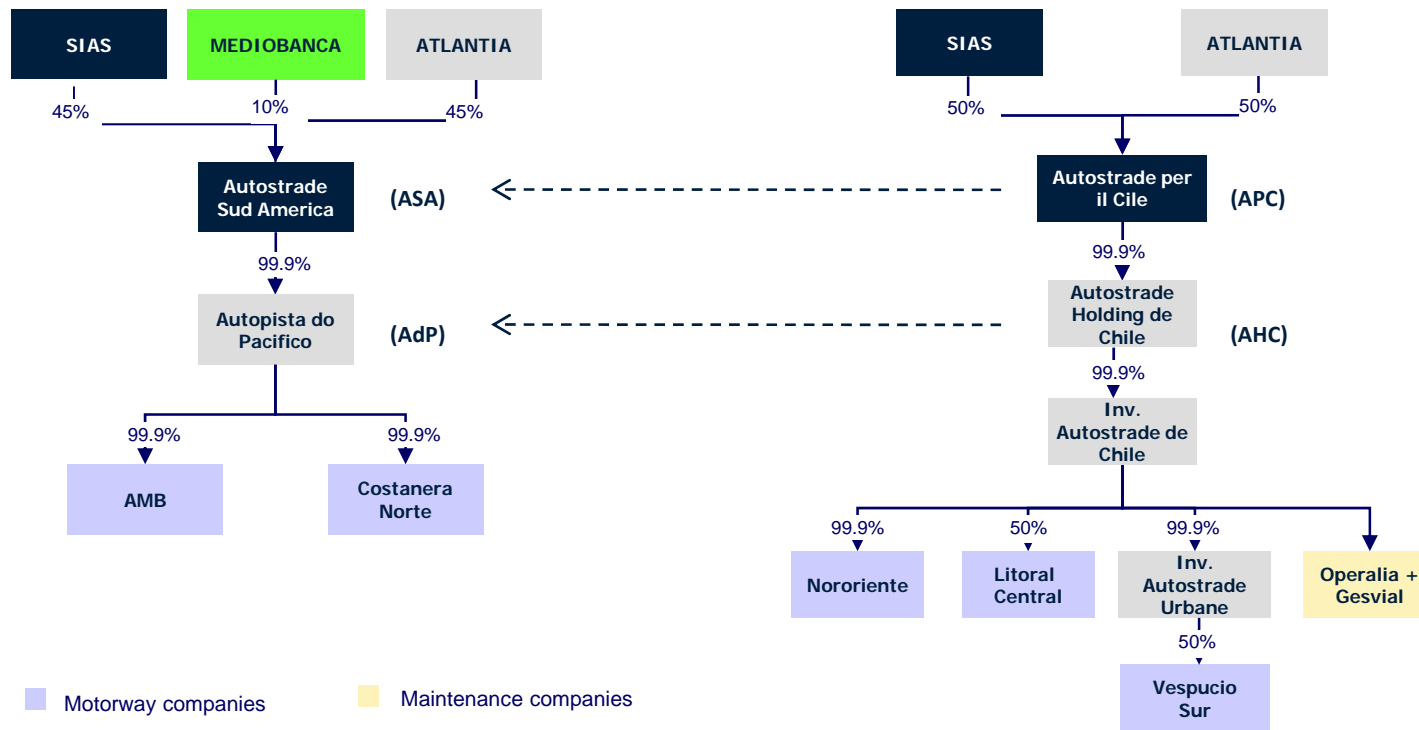 SIAS
MEDIOBANCA
ATLANTIA
45%
10%
45%
Autostrade
Sud America
(ASA)
99.9%
Autopista do
Pacifico
(AdP)
99.9%
99.9%
AMB
Costanera
Norte
SIAS
ATLANTIA
50%
50%
Autostrade per
il Cile
(APC)
99.9%
Autostrade
Holding de
Chile
(AHC)
99.9%
Inv.
Autostrade de
Chile
99.9%
50%
99.9%
Nororiente
Litoral
Central
Inv.
Autostrade
Urbane
Operalia +
Gesvial
50%
Vespucio
Sur
Motorway companies
Maintenance companies